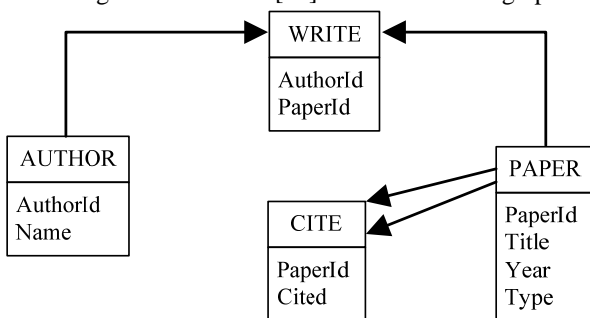 WRITE
AuthorId
PaperId
AUTHOR
AuthorId
Name
CITE
PaperId
Cited
PAPER
PaperId
Title
Year
Type